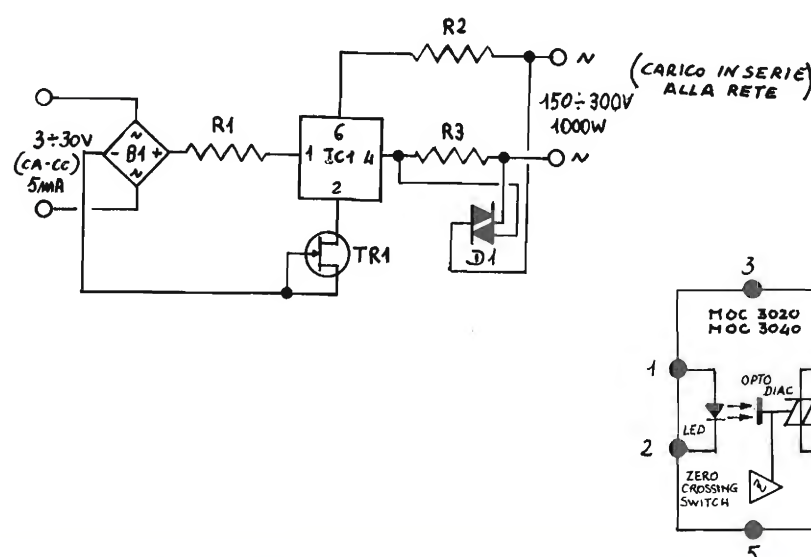 R2
~
(CARICO IN SERIE
ALLA RETE)
150÷300V
1000W
3÷30V
(CA-CC)
5mA
~
- B1 +
~
R1
6
1 IC1 4
2
R3
~
TR1
D1
3
MOC 3020
MOC 3040
1
OPTO
DIAC
LED
2
ZERO
CROSSING
SWITCH
~
5